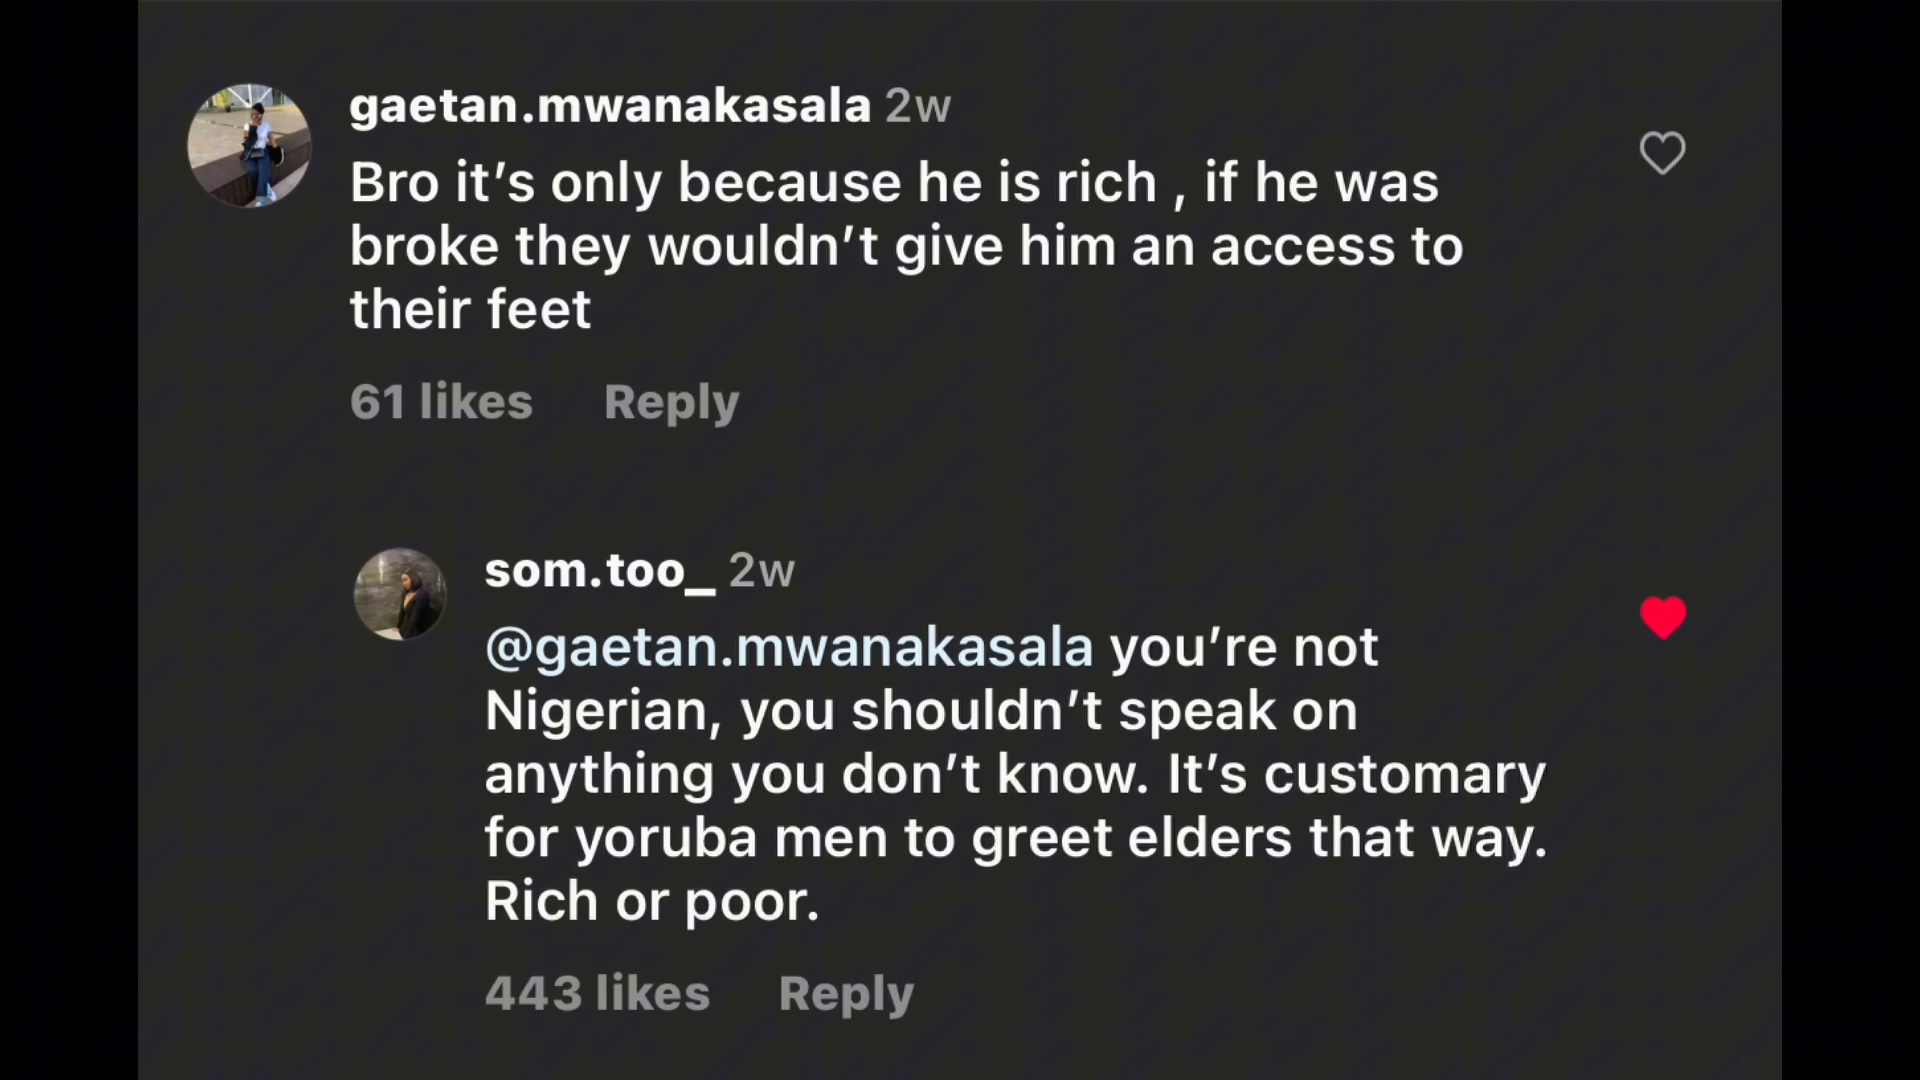 gaetan.mwanakasala 2w
Bro it’s only because he is rich , if he was
broke they wouldn’t give him an access to
their feet
61 likes Reply
som.too_ 2w
@gaetan.mwanakasala you’re not
Nigerian, you shouldn’t speak on
anything you don’t know. It’s customary
for yoruba men to greet elders that way.
Rich or poor.
443 likes Reply